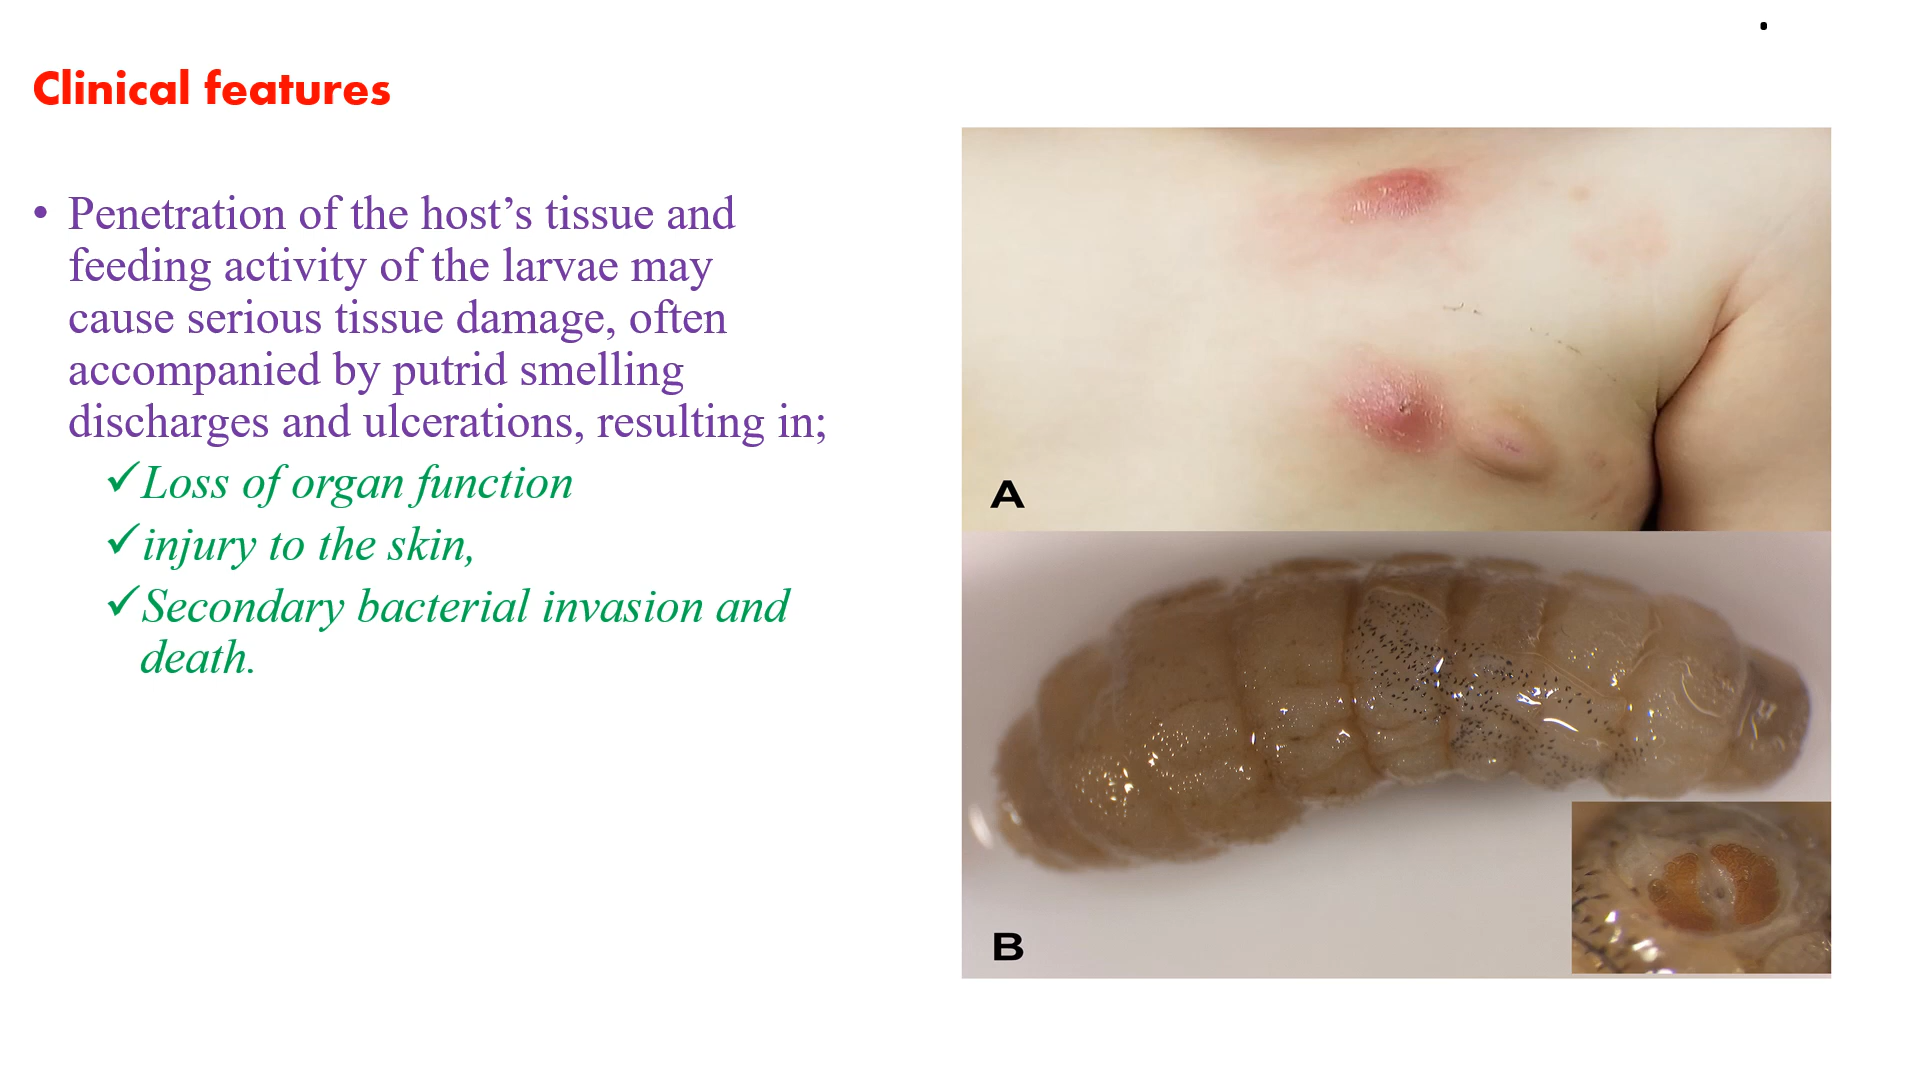 .
Clinical features
• Penetration of the host’s tissue and
feeding activity of the larvae may
cause serious tissue damage, often
accompanied by putrid smelling
discharges and ulcerations, resulting in;
✓Loss of organ function
✓injury to the skin,
✓Secondary bacterial invasion and
death.
A
B